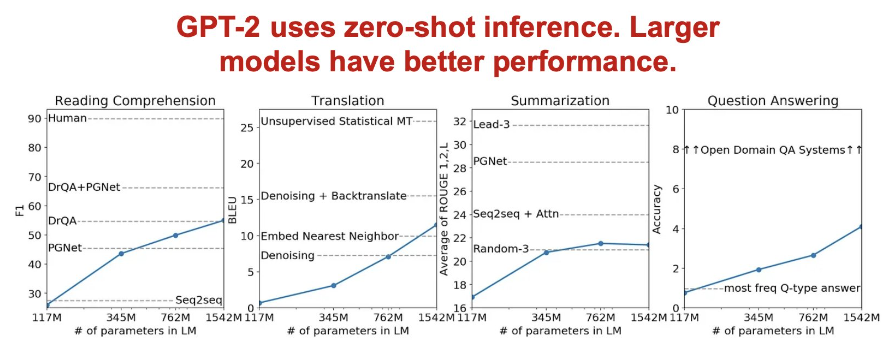 GPT-2 uses zero-shot inference. Larger
models have better performance.
Reading Comprehension
90
80
70
60
50
40
30
F1
Human
DrQA+PGNet
DrQA
PGNet
Seq2seq
117M 345M 762M 1542M
# of parameters in LM
Translation
25
20
15
10
5
0
BLEU
Unsupervised Statistical MT
Denoising + Backtranslate
Embed Nearest Neighbor
Denoising
117M 345M 762M 1542M
# of parameters in LM
Summarization
32
30
28
26
24
22
20
18
16
Average of ROUGE 1,2,L
Lead-3
PGNet
Seq2seq + Attn
Random-3
117M 345M 762M 1542M
# of parameters in LM
Question Answering
10
8
6
4
2
0
Accuracy
↑↑Open Domain QA Systems↑↑
most freq Q-type answer
117M 345M 762M 1542M
# of parameters in LM